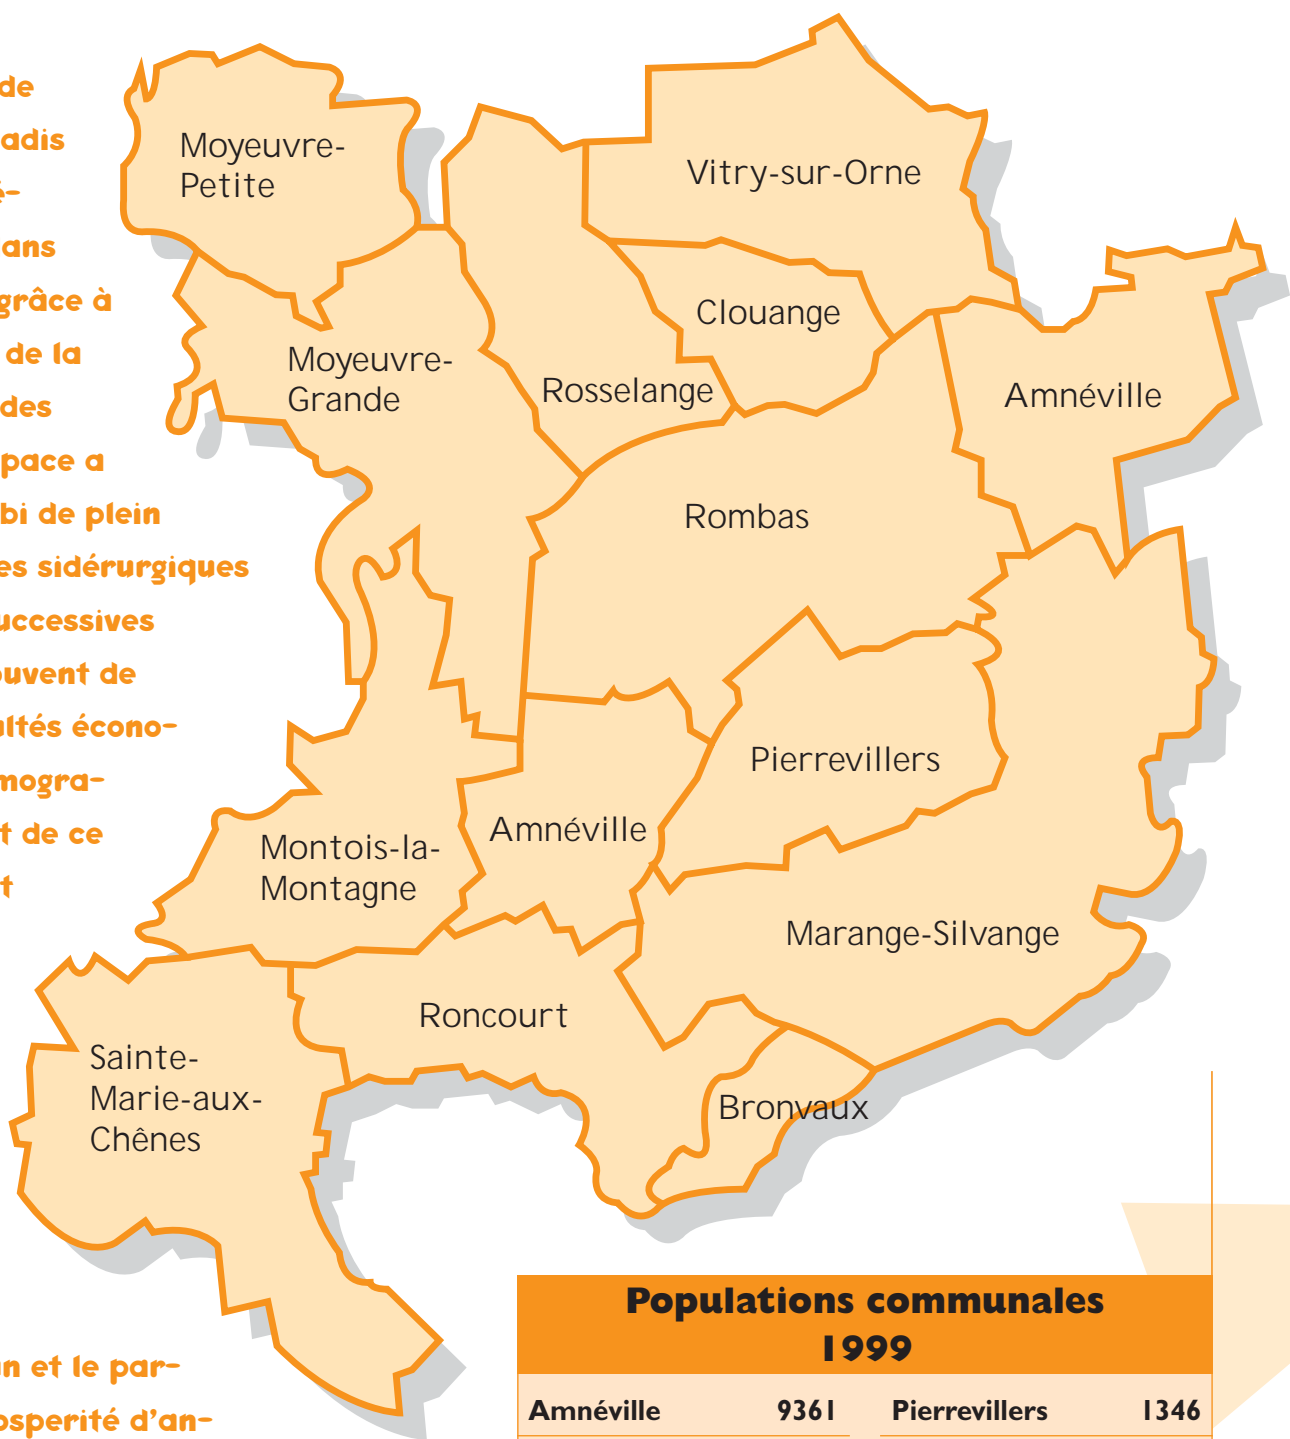 de
adis
é-
ans
grâce à
de la
des
pace a
bi de plein
es sidérurgiques
uccessives
ouvent de
ultés écono-
mogra-
t de ce
t
n et le par-
osperité d'an-
Moyeuvre-
Petite
Vitry-sur-Orne
Clouange
Moyeuvre-
Grande
Rosselange
Amnéville
Rombas
Pierrevillers
Amnéville
Montois-la-
Montagne
Marange-Silvange
Roncourt
Sainte-
Marie-aux-
Chênes
Bronvaux
Populations communales
1999
Amnéville 9361 Pierrevillers 1346